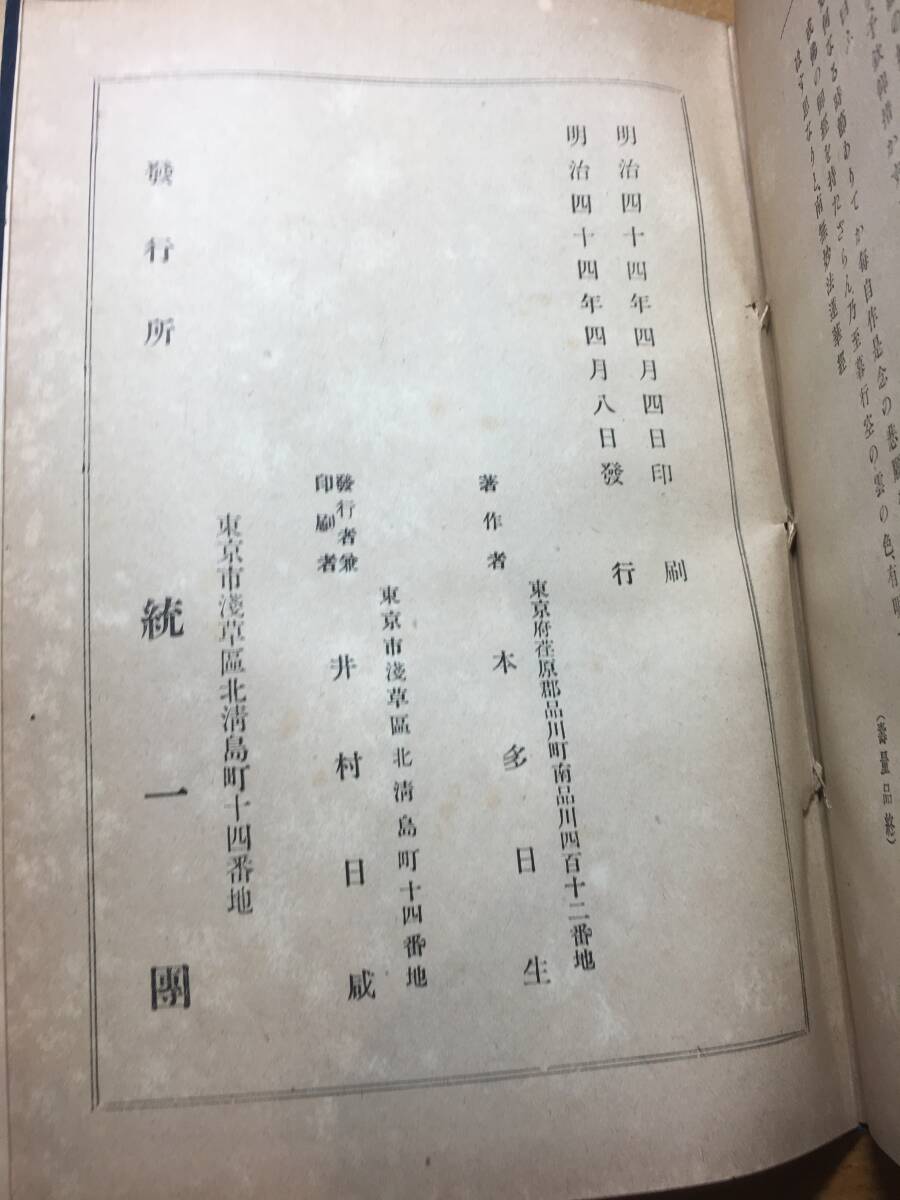 (壽量品終)
明治四十四年四月四日印刷
明治四十四年四月八日發行
東京府荏原郡品川町南品川四百十二番地
著作者 本多日生
東京市淺草區北淸島町十四番地
發行者兼
印刷者 井村日咸
東京市淺草區北淸島町十四番地
發行所 統一團